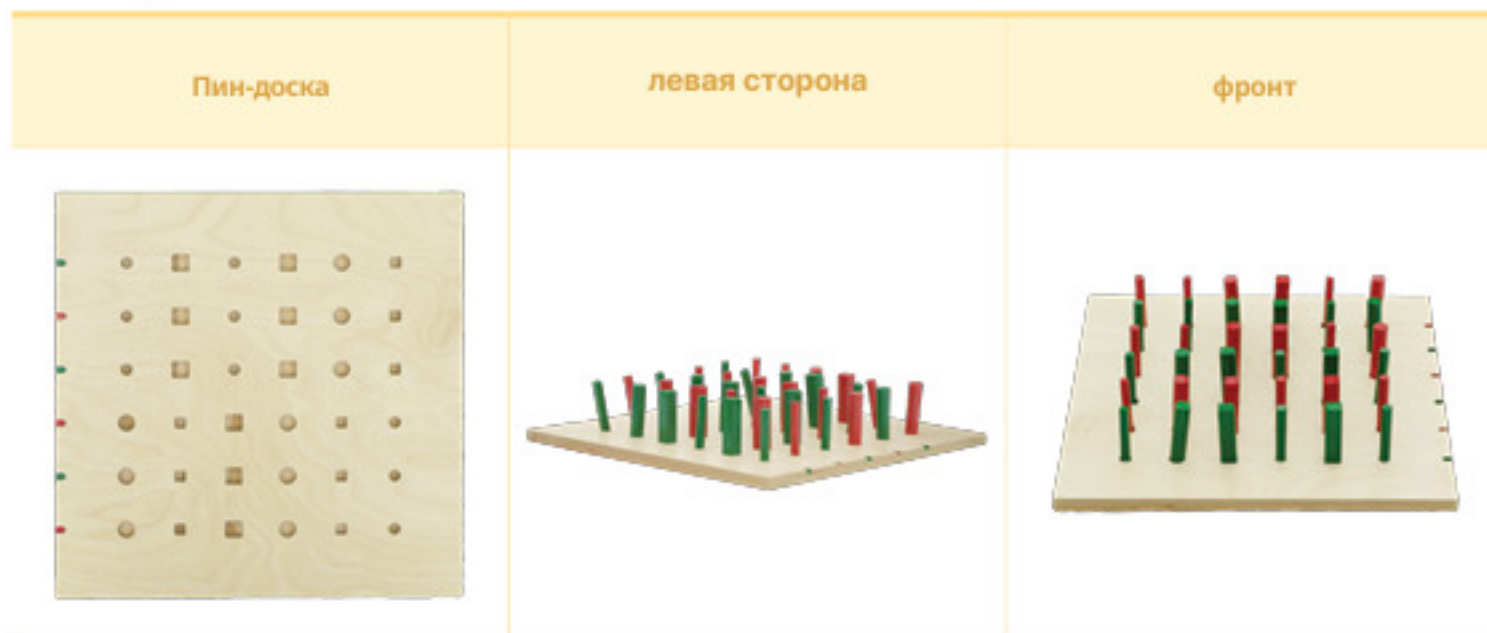 Пин-доска
левая сторона
фронт